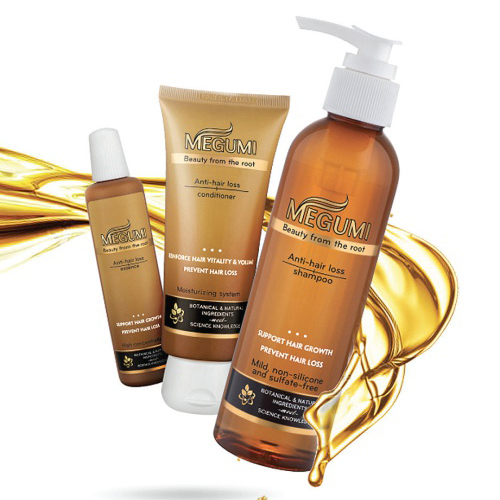 MEGUMI
Beauty from the root
Anti-hair loss
essence
SUPPORT HAIR GROWTH
PREVENT HAIR LOSS
MEGUMI
Beauty from the root
Anti-hair loss
conditioner
REINFORCE HAIR VITALITY & VOLUME
PREVENT HAIR LOSS
Moisturizing system
BOTANICAL & NATURAL
INGREDIENTS
meet
SCIENCE KNOWLEDGE
MEGUMI
Beauty from the root
Anti-hair loss
shampoo
SUPPORT HAIR GROWTH
PREVENT HAIR LOSS
Mild, non-silicone
and sulfate-free
BOTANICAL & NATURAL
INGREDIENTS
meet
SCIENCE KNOWLEDGE